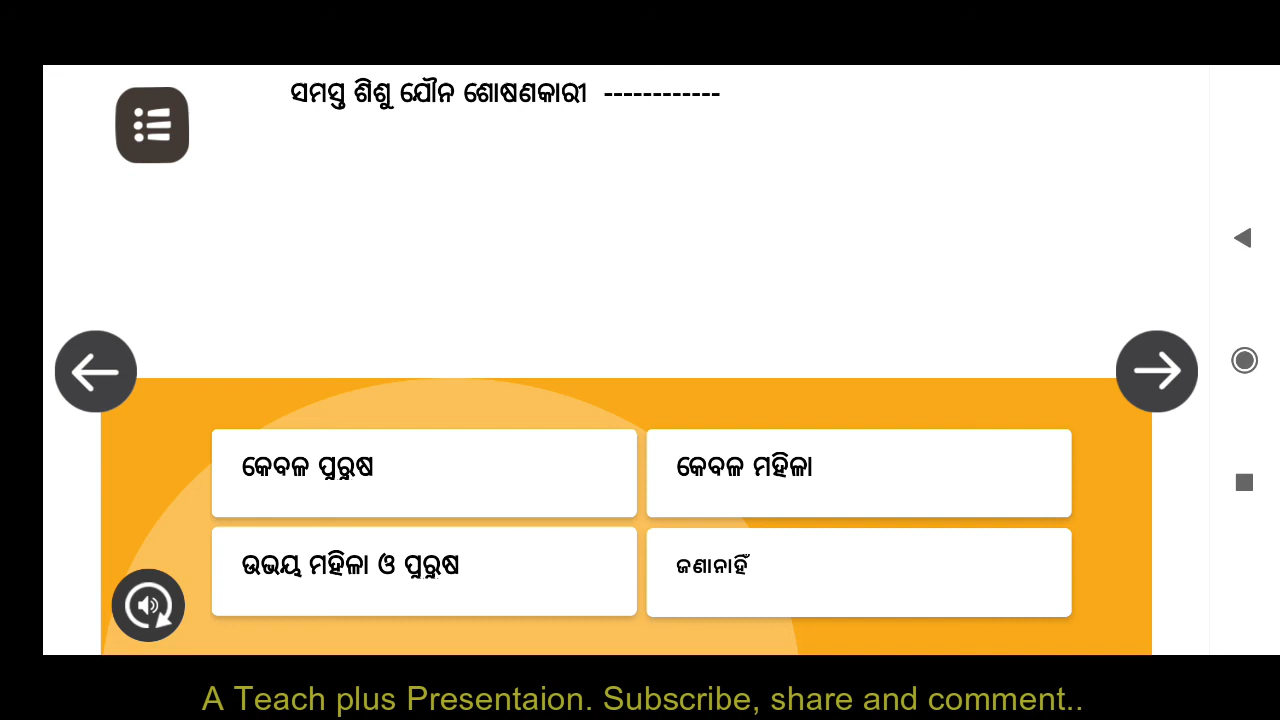 ସମସ୍ତ ଶିଶୁ ଯୌନ ଶୋଷଣକାରୀ ------------
କେବଳ ପୁରୁଷ
କେବଳ ମହିଳା
ଉଭୟ ମହିଳା ଓ ପୁରୁଷ
ଜଣାନାହିଁ
A Teach plus Presentaion. Subscribe, share and comment..